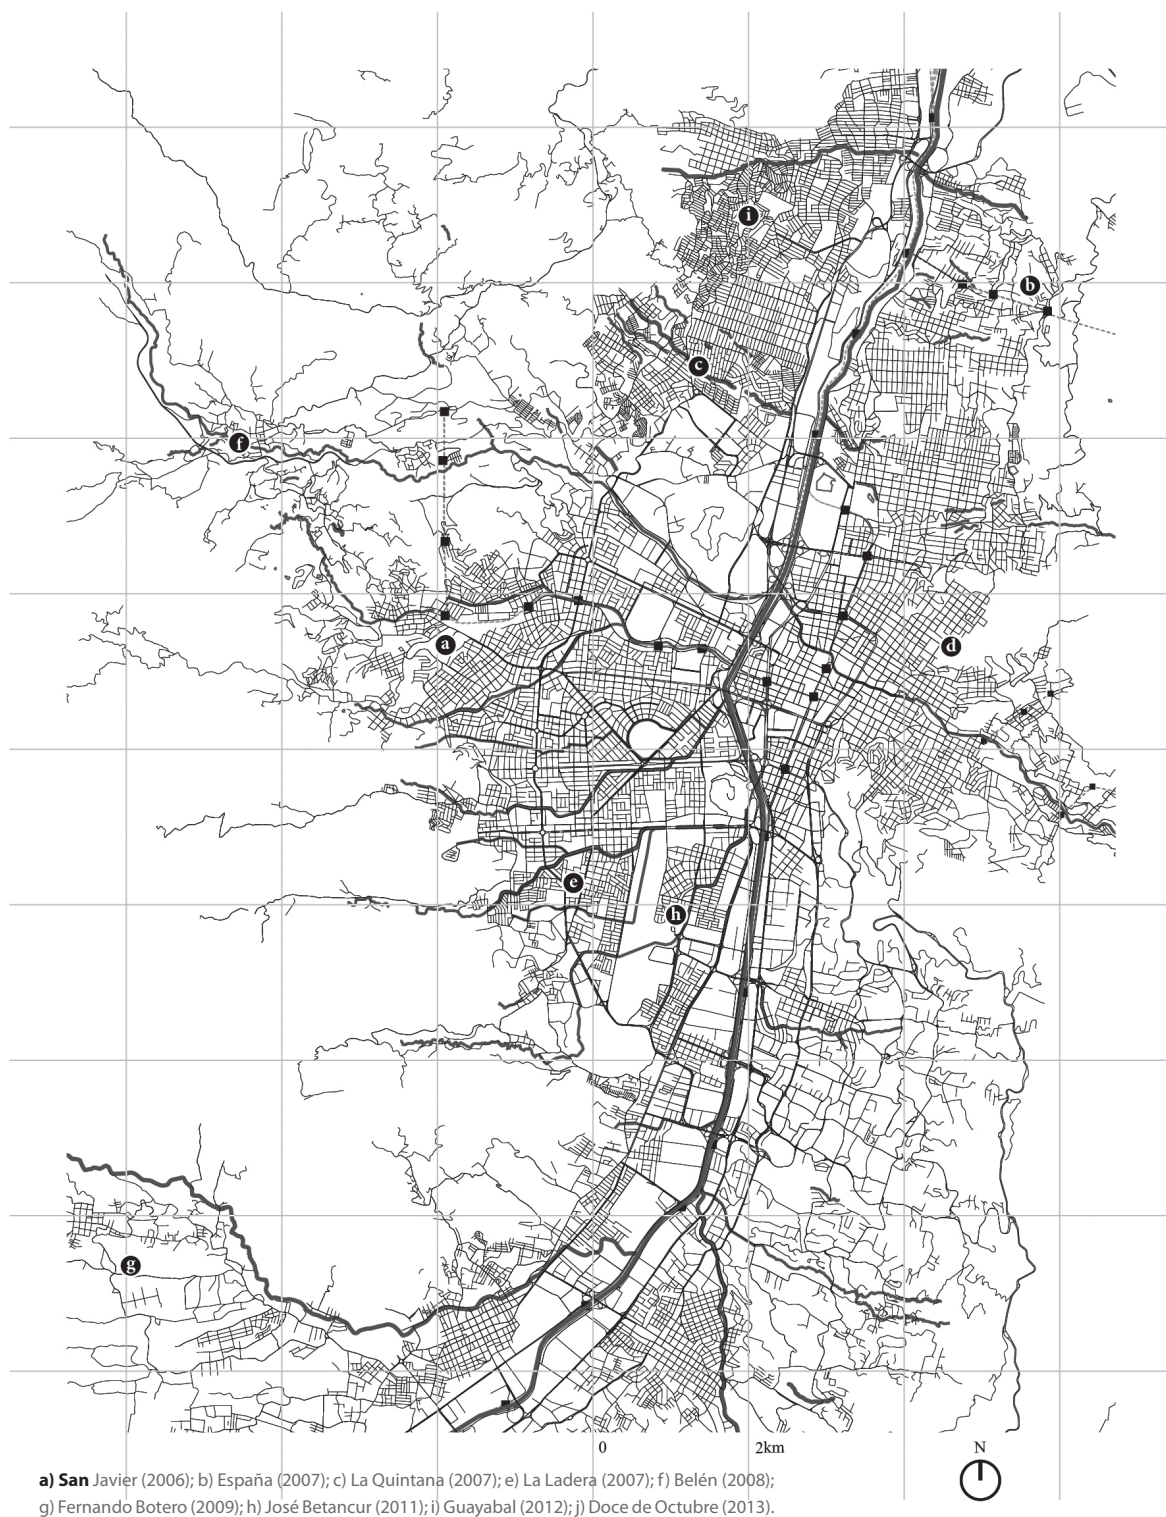 i
b
c
f
a
d
e
h
g
0 2km N
a) San Javier (2006); b) España (2007); c) La Quintana (2007); e) La Ladera (2007); f) Belén (2008);
g) Fernando Botero (2009); h) José Betancur (2011); i) Guayabal (2012); j) Doce de Octubre (2013).